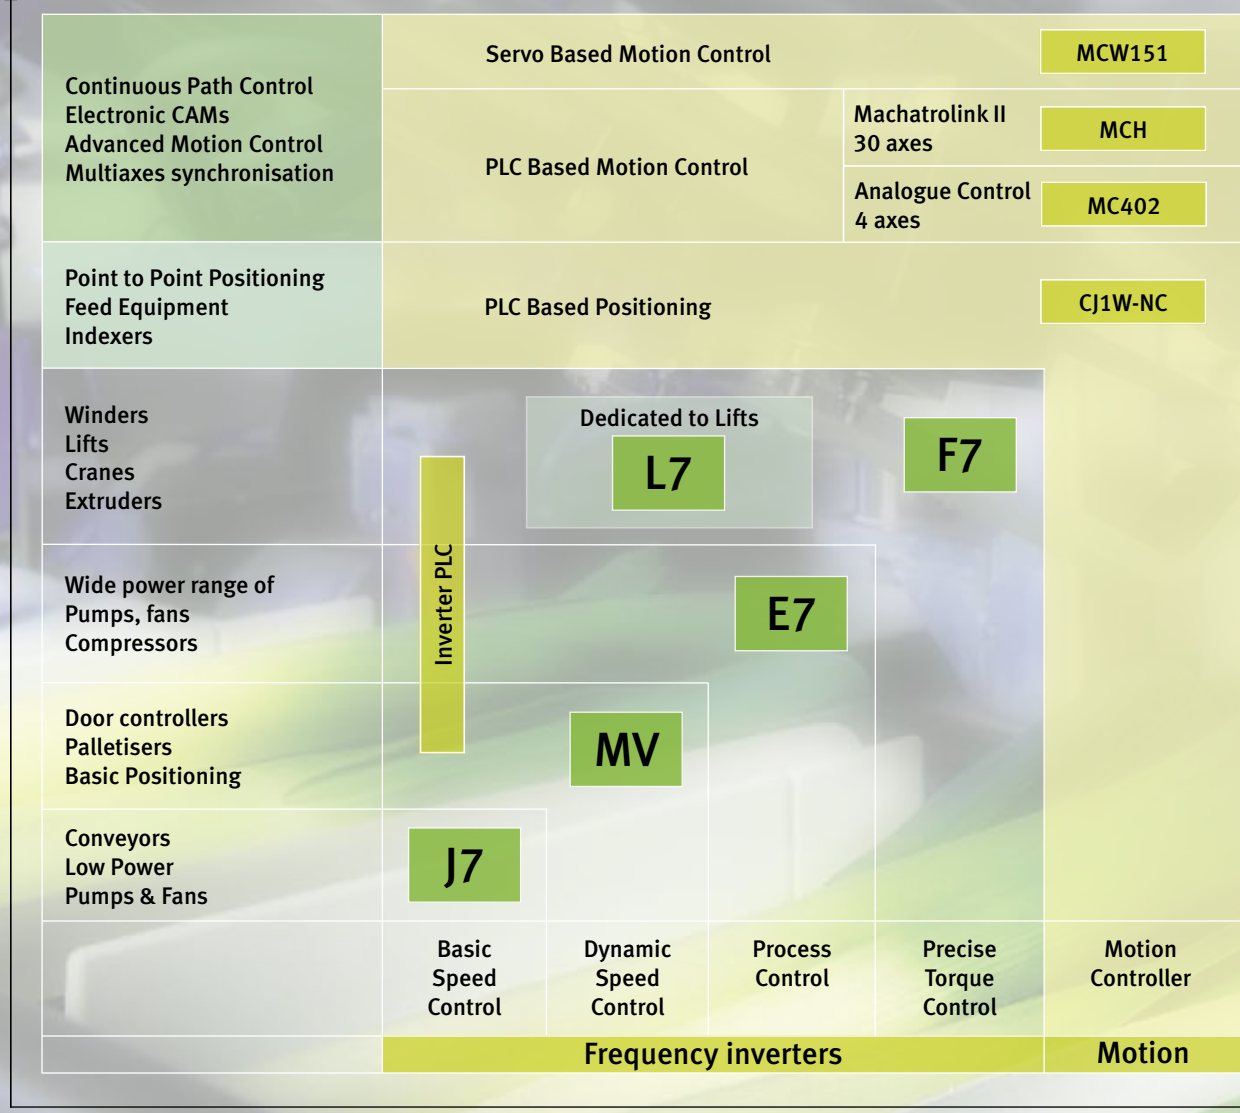 Continuous Path Control
Electronic CAMs
Advanced Motion Control
Multiaxes synchronisation
Servo Based Motion Control
MCW151
PLC Based Motion Control
Machatrolink II
30 axes
MCH
Analogue Control
4 axes
MC402
Point to Point Positioning
Feed Equipment
Indexers
PLC Based Positioning
CJ1W-NC
Winders
Lifts
Cranes
Extruders
Dedicated to Lifts
L7
F7
Inverter PLC
Wide power range of
Pumps, fans
Compressors
E7
Door controllers
Palletisers
Basic Positioning
MV
Conveyors
Low Power
Pumps & Fans
J7
Basic
Speed
Control
Dynamic
Speed
Control
Process
Control
Precise
Torque
Control
Motion
Controller
Frequency inverters
Motion